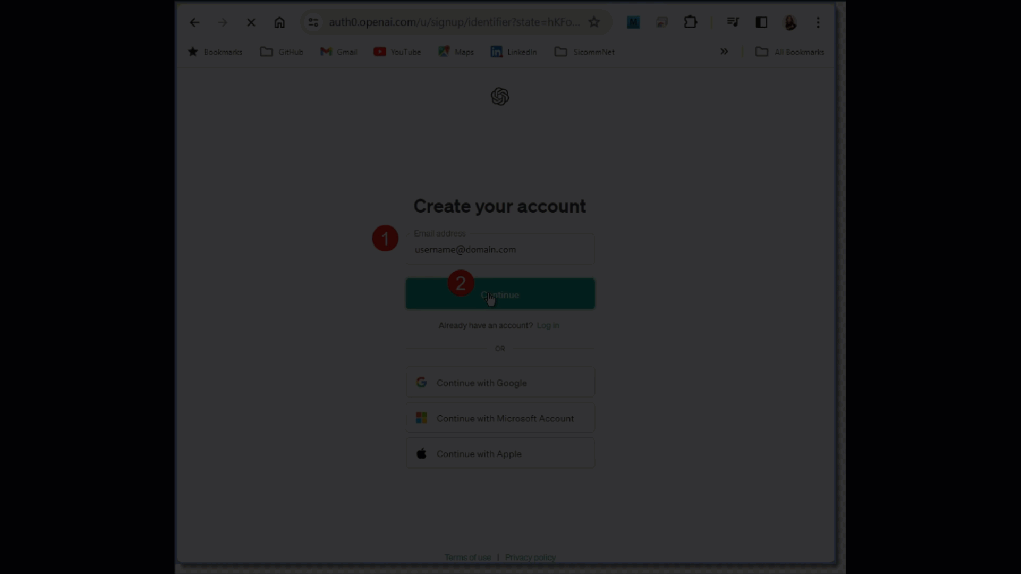 auth0.openai.com/u/signup/identifier?state=hKFo...
Bookmarks GitHub Gmail YouTube Maps LinkedIn SicommNet » All Bookmarks
Create your account
Email address
1
username@domain.com
2
Continue
Already have an account? Log in
OR
Continue with Google
Continue with Microsoft Account
Continue with Apple
Terms of use | Privacy policy